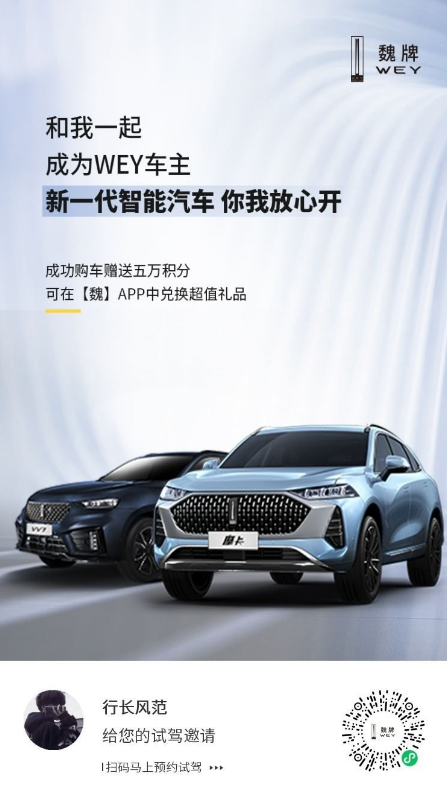 魏牌
WEY
和我一起
成为WEY车主
新一代智能汽车 你我放心开
成功购车赠送五万积分
可在【魏】APP中兑换超值礼品
VV7
摩卡
行长风范
给您的试驾邀请
扫码马上预约试驾
魏牌
WEY